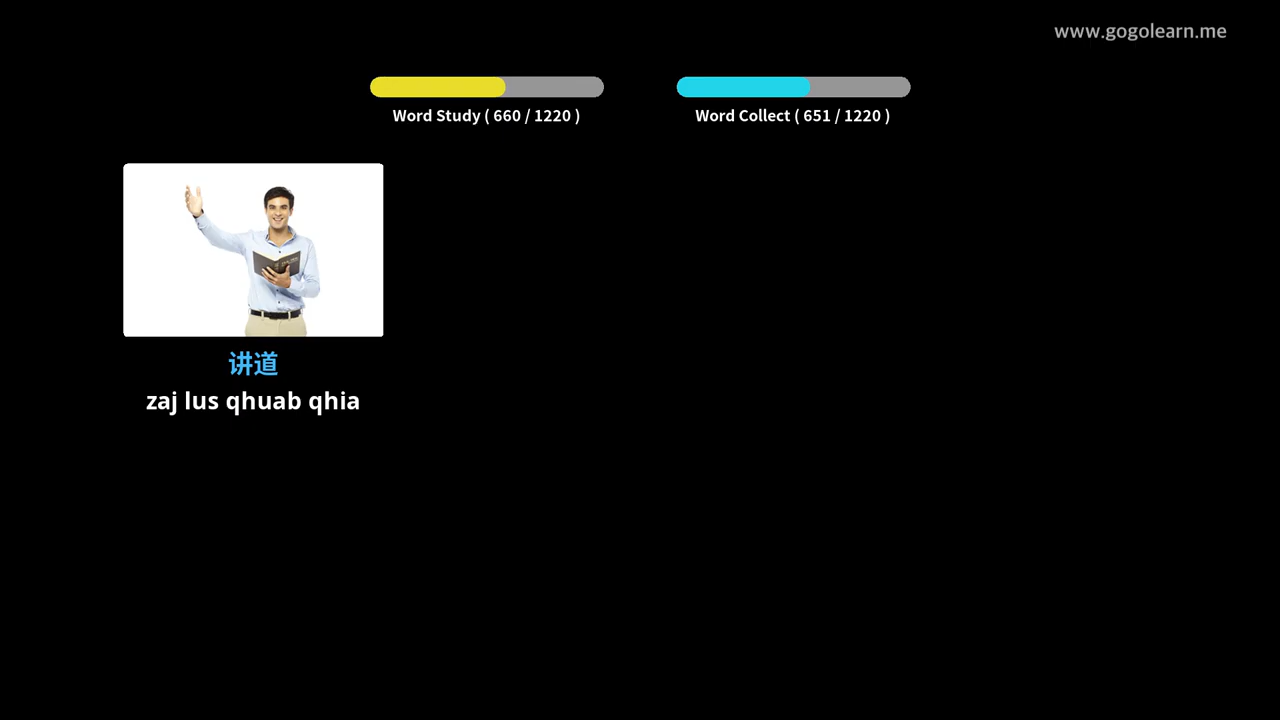 www.gogolearn.me
Word Study ( 660 / 1220 )
Word Collect ( 651 / 1220 )
讲道
zaj lus qhuab qhia